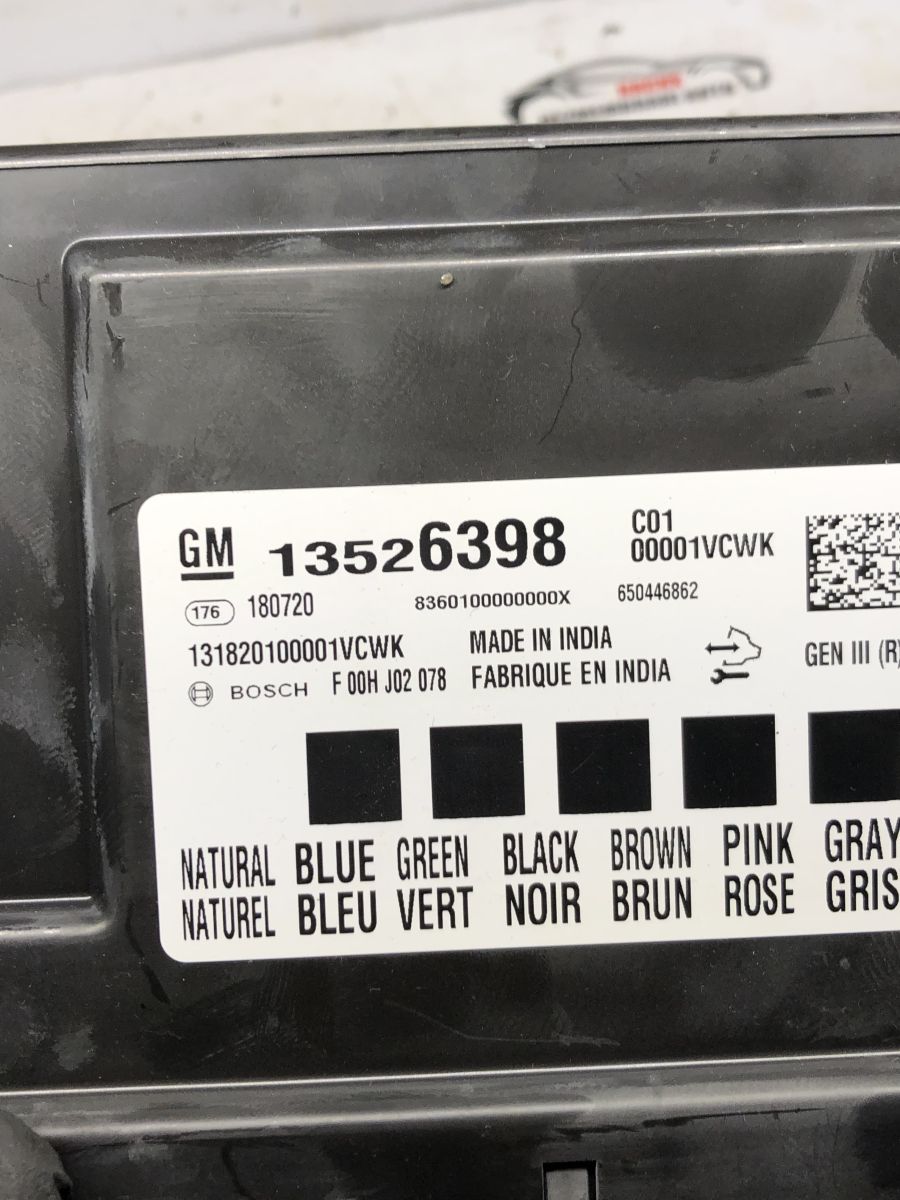 GM 13526398 C01
00001VCWK
176 180720 8360100000000X 650446862
131820100001VCWK MADE IN INDIA
BOSCH F 00H J02 078 FABRIQUE EN INDIA GEN III (R)
NATURAL BLUE GREEN BLACK BROWN PINK GRAY
NATUREL BLEU VERT NOIR BRUN ROSE GRIS